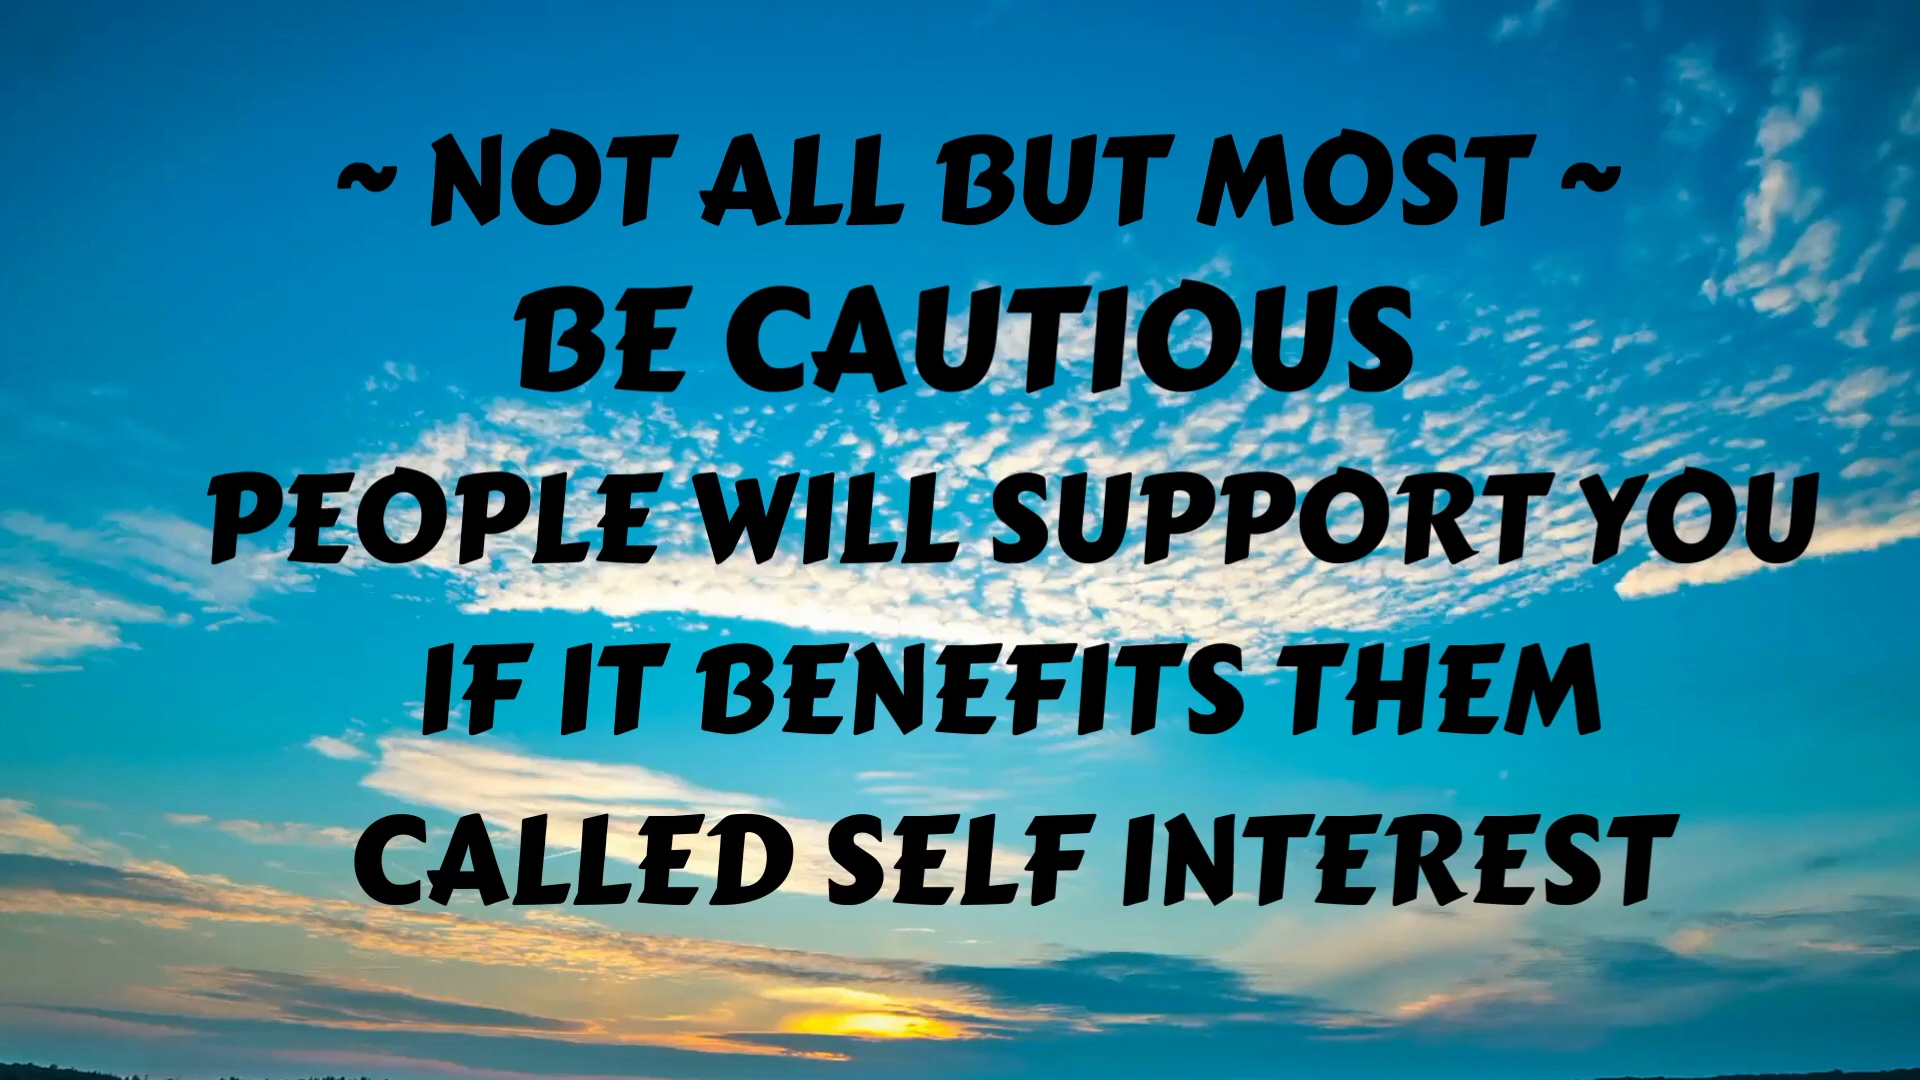 ~ NOT ALL BUT MOST ~
BE CAUTIOUS
PEOPLE WILL SUPPORT YOU
IF IT BENEFITS THEM
CALLED SELF INTEREST